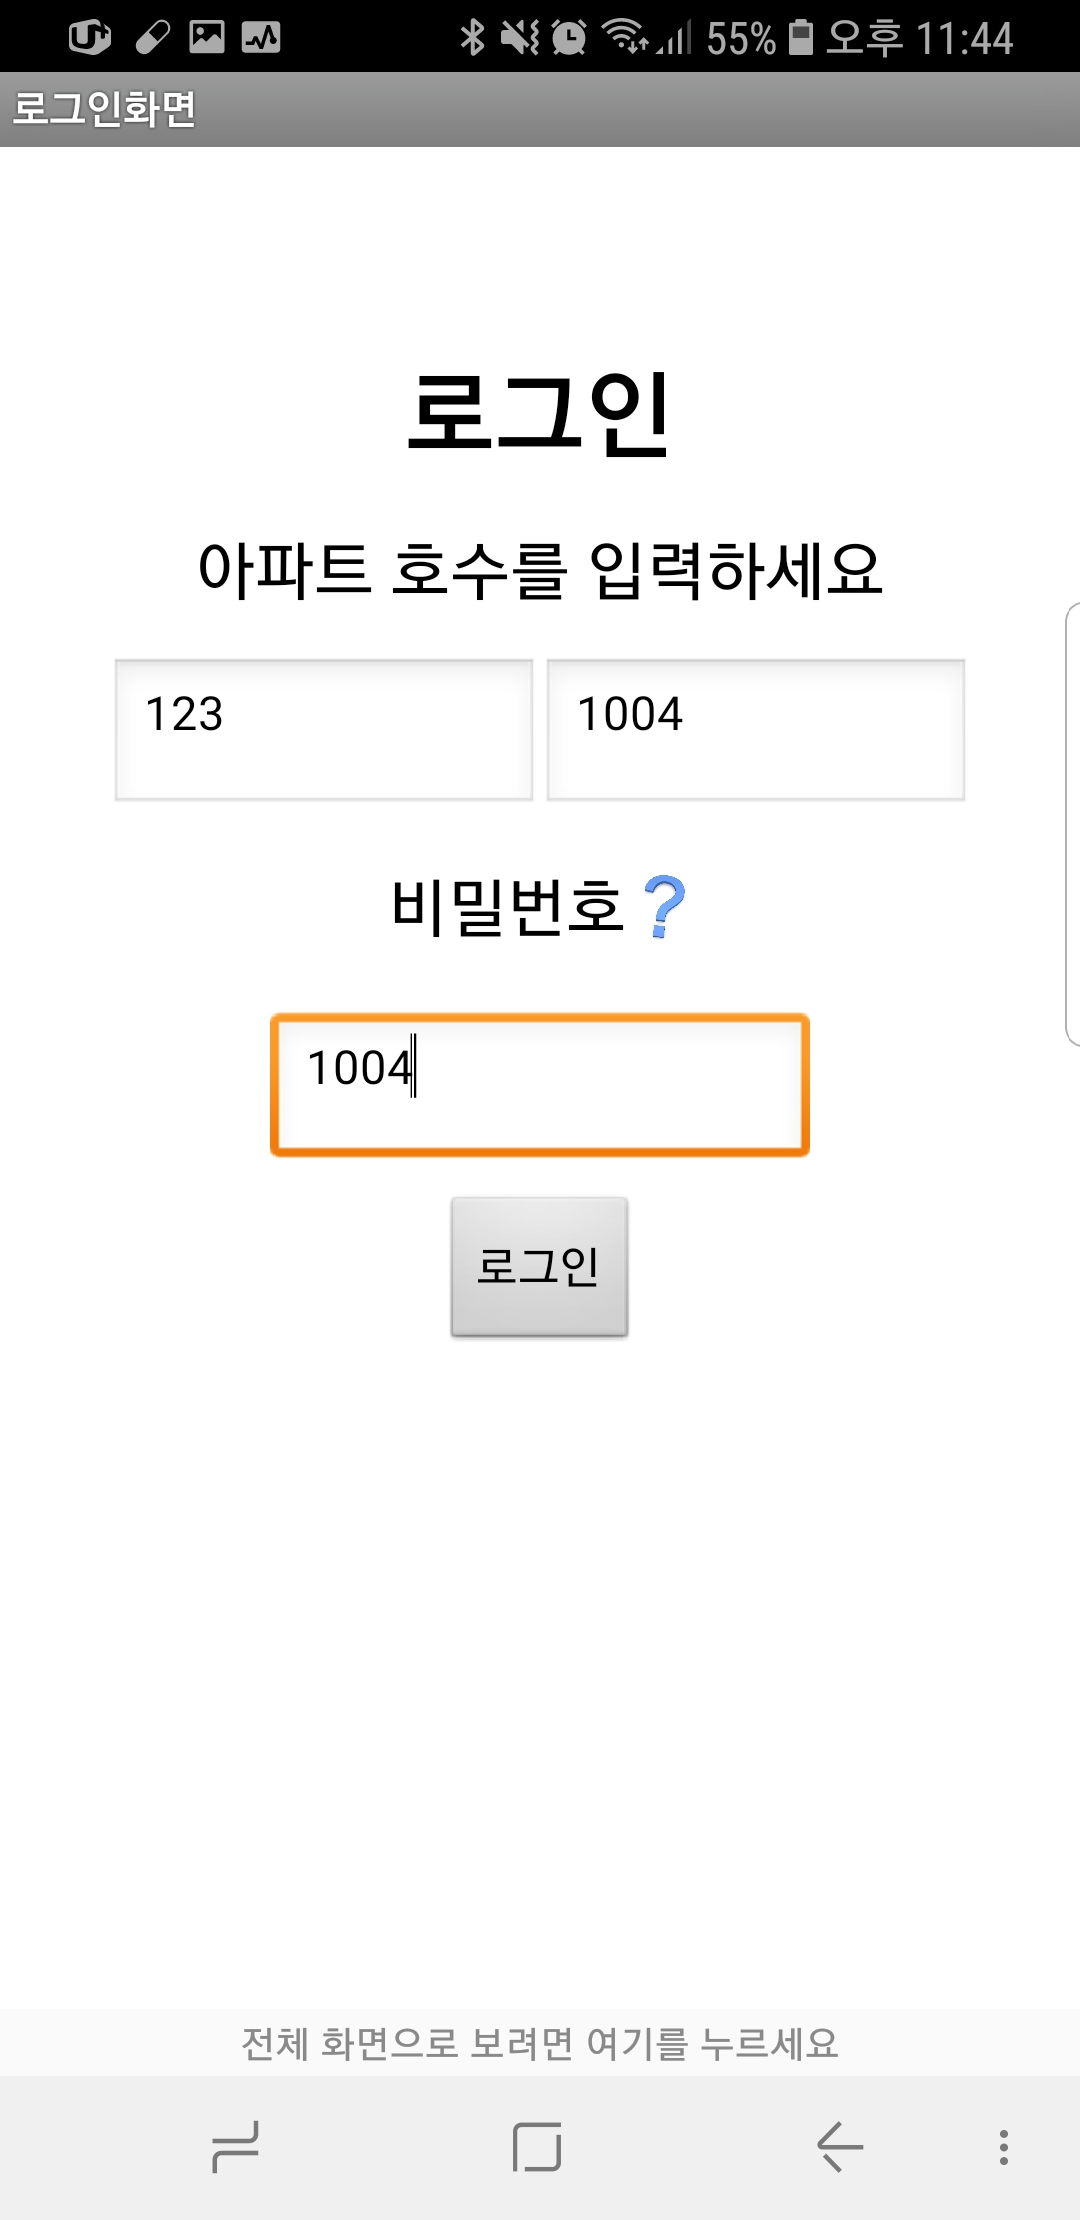 55% 오후 11:44
로그인화면
로그인
아파트 호수를 입력하세요
123 1004
비밀번호?
1004
로그인
전체 화면으로 보려면 여기를 누르세요